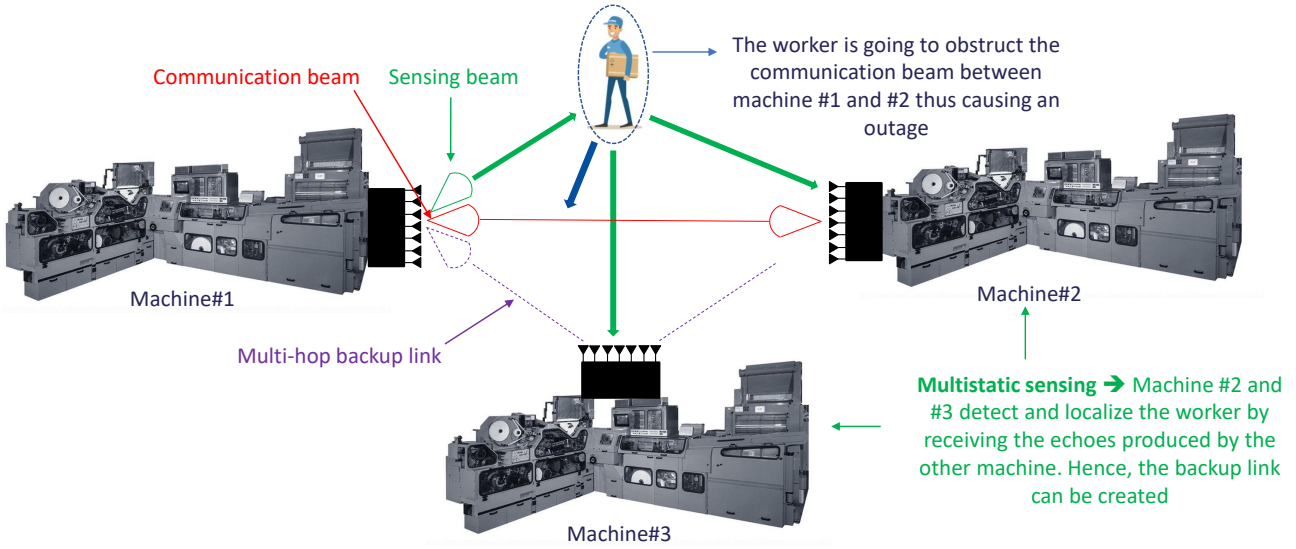 The worker is going to obstruct the
communication beam between
machine #1 and #2 thus causing an
outage
Communication beam
Sensing beam
Machine#1
Machine#2
Multi-hop backup link
Multistatic sensing ➔ Machine #2 and
#3 detect and localize the worker by
receiving the echoes produced by the
other machine. Hence, the backup link
can be created
Machine#3